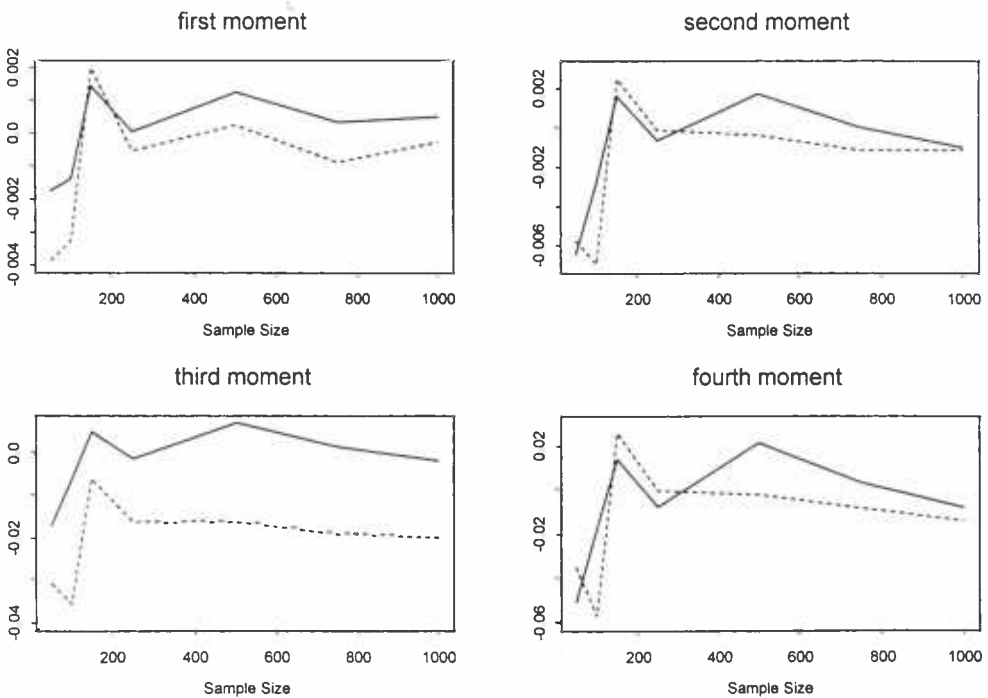 first moment
0.002
0.0
-0.002
-0.004
200 400 600 800 1000
Sample Size
second moment
0.002
-0.002
-0.006
200 400 600 800 1000
Sample Size
third moment
0.0
-0.02
-0.04
200 400 600 800 1000
Sample Size
fourth moment
0.02
-0.02
-0.06
200 400 600 800 1000
Sample Size